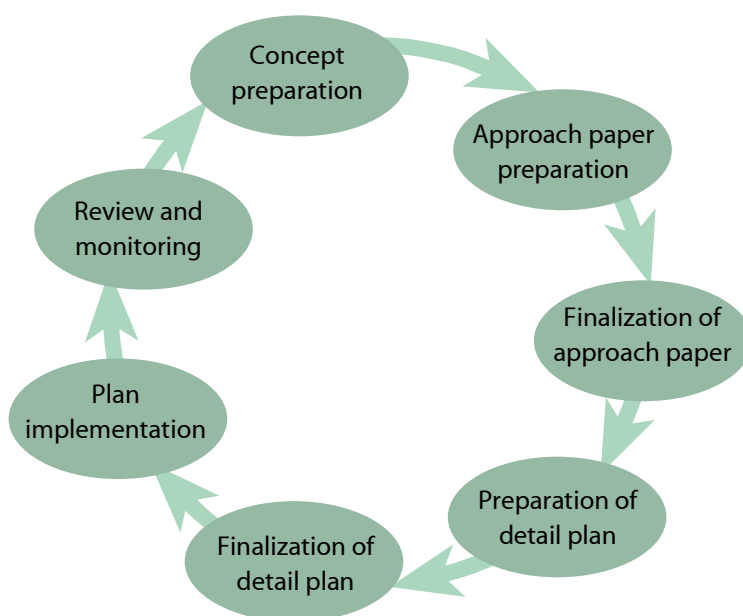 Concept
preparation
Approach paper
preparation
Finalization of
approach paper
Preparation of
detail plan
Finalization of
detail plan
Plan
implementation
Review and
monitoring